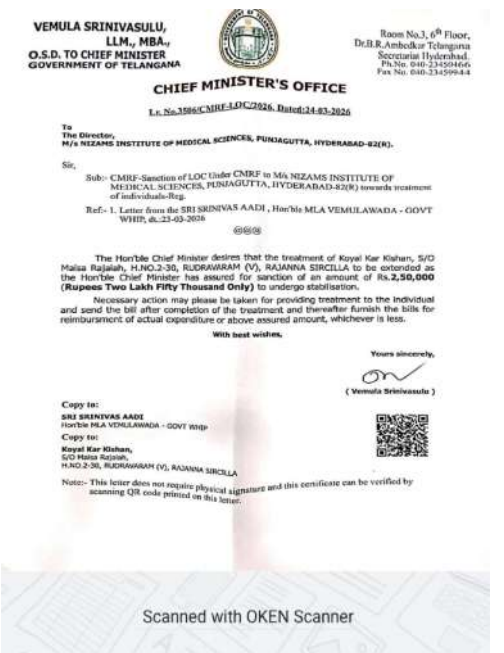 VEMULA SRINIVASULU,
LLM., MBA.,
O.S.D. TO CHIEF MINISTER
GOVERNMENT OF TELANGANA
Room No.3, 6th Floor,
Dr.B.R.Ambedkar Telangana
Secretariat Hyderabad.
Ph.No. 040-23450466
Fax No. 040-23459944
CHIEF MINISTER'S OFFICE
Lr. No.3506/CMRF-LOC/2026, Dated:24-03-2026
To
The Director,
M/s NIZAMS INSTITUTE OF MEDICAL SCIENCES, PUNJAGUTTA, HYDERABAD-82(R).
Sir,
Sub:- CMRF-Sanction of LOC Under CMRF to M/s NIZAMS INSTITUTE OF
MEDICAL SCIENCES, PUNJAGUTTA, HYDERABAD-82(R) towards treatment
of individuals-Reg.
Ref:- 1. Letter from the SRI SRINIVAS AADI , Hon'ble MLA VEMULAWADA - GOVT
WHIP, dt.:23-03-2026
@@@
The Hon'ble Chief Minister desires that the treatment of Koyal Kar Kishan, S/O
Malsa Rajaiah, H.NO.2-30, RUDRAVARAM (V), RAJANNA SIRCILLA to be extended as
the Hon'ble Chief Minister has assured for sanction of an amount of Rs.2,50,000
(Rupees Two Lakh Fifty Thousand Only) to undergo stabilisation.
Necessary action may please be taken for providing treatment to the individual
and send the bill after completion of the treatment and thereafter furnish the bills for
reimbursment of actual expenditure or above assured amount, whichever is less.
With best wishes,
Yours sincerely,
( Vemula Srinivasulu )
Copy to:
SRI SRINIVAS AADI
Hon'ble MLA VEMULAWADA - GOVT WHIP
Copy to:
Koyal Kar Kishan,
S/O Malsa Rajaiah,
H.NO.2-30, RUDRAVARAM (V), RAJANNA SIRCILLA
Note:- This letter does not require physical signature and this certificate can be verified by
scanning QR code printed on this letter.
Scanned with OKEN Scanner